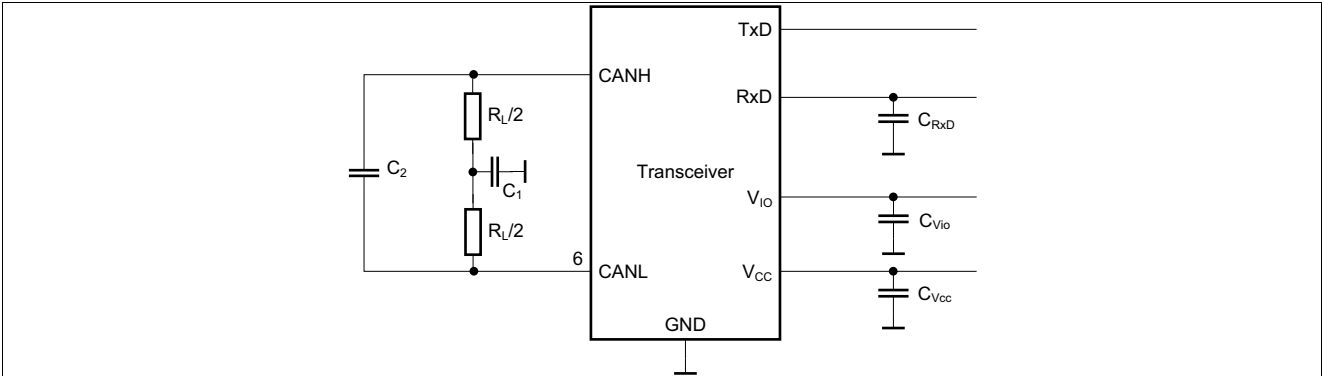 TxD
CANH
RxD
R_L/2
C_RxD
C_2
Transceiver
C_1
V_IO
C_Vio
R_L/2
6
CANL
V_CC
C_Vcc
GND